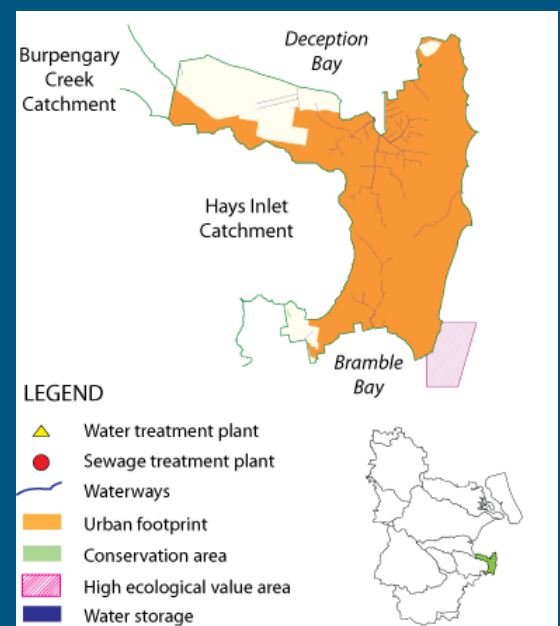 Deception
Bay
Burpengary
Creek
Catchment
Hays Inlet
Catchment
Bramble
Bay
LEGEND
Water treatment plant
Sewage treatment plant
Waterways
Urban footprint
Conservation area
High ecological value area
Water storage